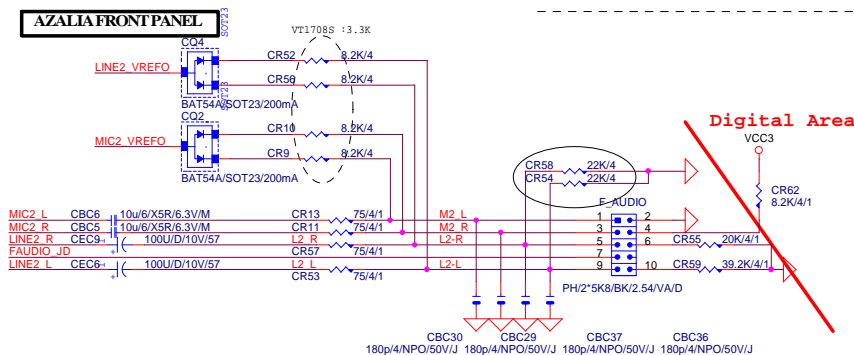 AZALIA FRONT PANEL
SOT23
VT1708S :3.3K
CQ4
CR52 8.2K/4
LINE2_VREFO
CR56 8.2K/4
SOT23
BAT54A/SOT23/200mA
CQ2
CR10 8.2K/4
MIC2_VREFO
CR9 8.2K/4
BAT54A/SOT23/200mA
Digital Area
VCC3
CR58 22K/4
CR54 22K/4
CR62
8.2K/4/1
F_AUDIO
MIC2_L CBC6 10u/6/X5R/6.3V/M CR13 75/4/1 M2_L 1 2
MIC2_R CBC5 10u/6/X5R/6.3V/M CR11 75/4/1 M2_R 3 4
LINE2_R CEC9 100U/D/10V/57 L2_R 75/4/1 L2-R 5 6 CR55 20K/4/1
FAUDIO_JD CR57 75/4/1 7
LINE2_L CEC6 100U/D/10V/57 L2_L L2-L 9 10 CR59 39.2K/4/1
CR53 75/4/1
PH/2*5K8/BK/2.54/VA/D
CBC30 CBC29 CBC37 CBC36
180p/4/NPO/50V/J 180p/4/NPO/50V/J 180p/4/NPO/50V/J 180p/4/NPO/50V/J